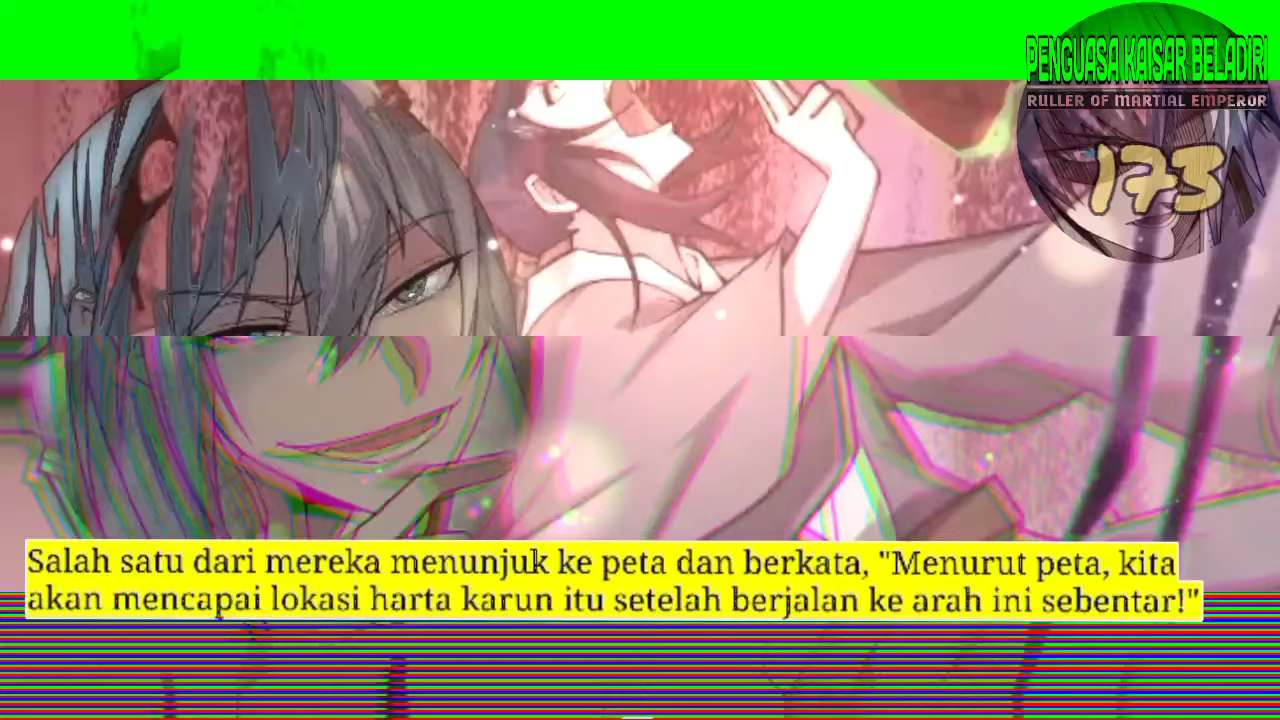 PENGUASA KAISAR BELADIRI
RULLER OF MARTIAL EMPEROR
173
Salah satu dari mereka menunjuk ke peta dan berkata, "Menurut peta, kita
akan mencapai lokasi harta karun itu setelah berjalan ke arah ini sebentar!"